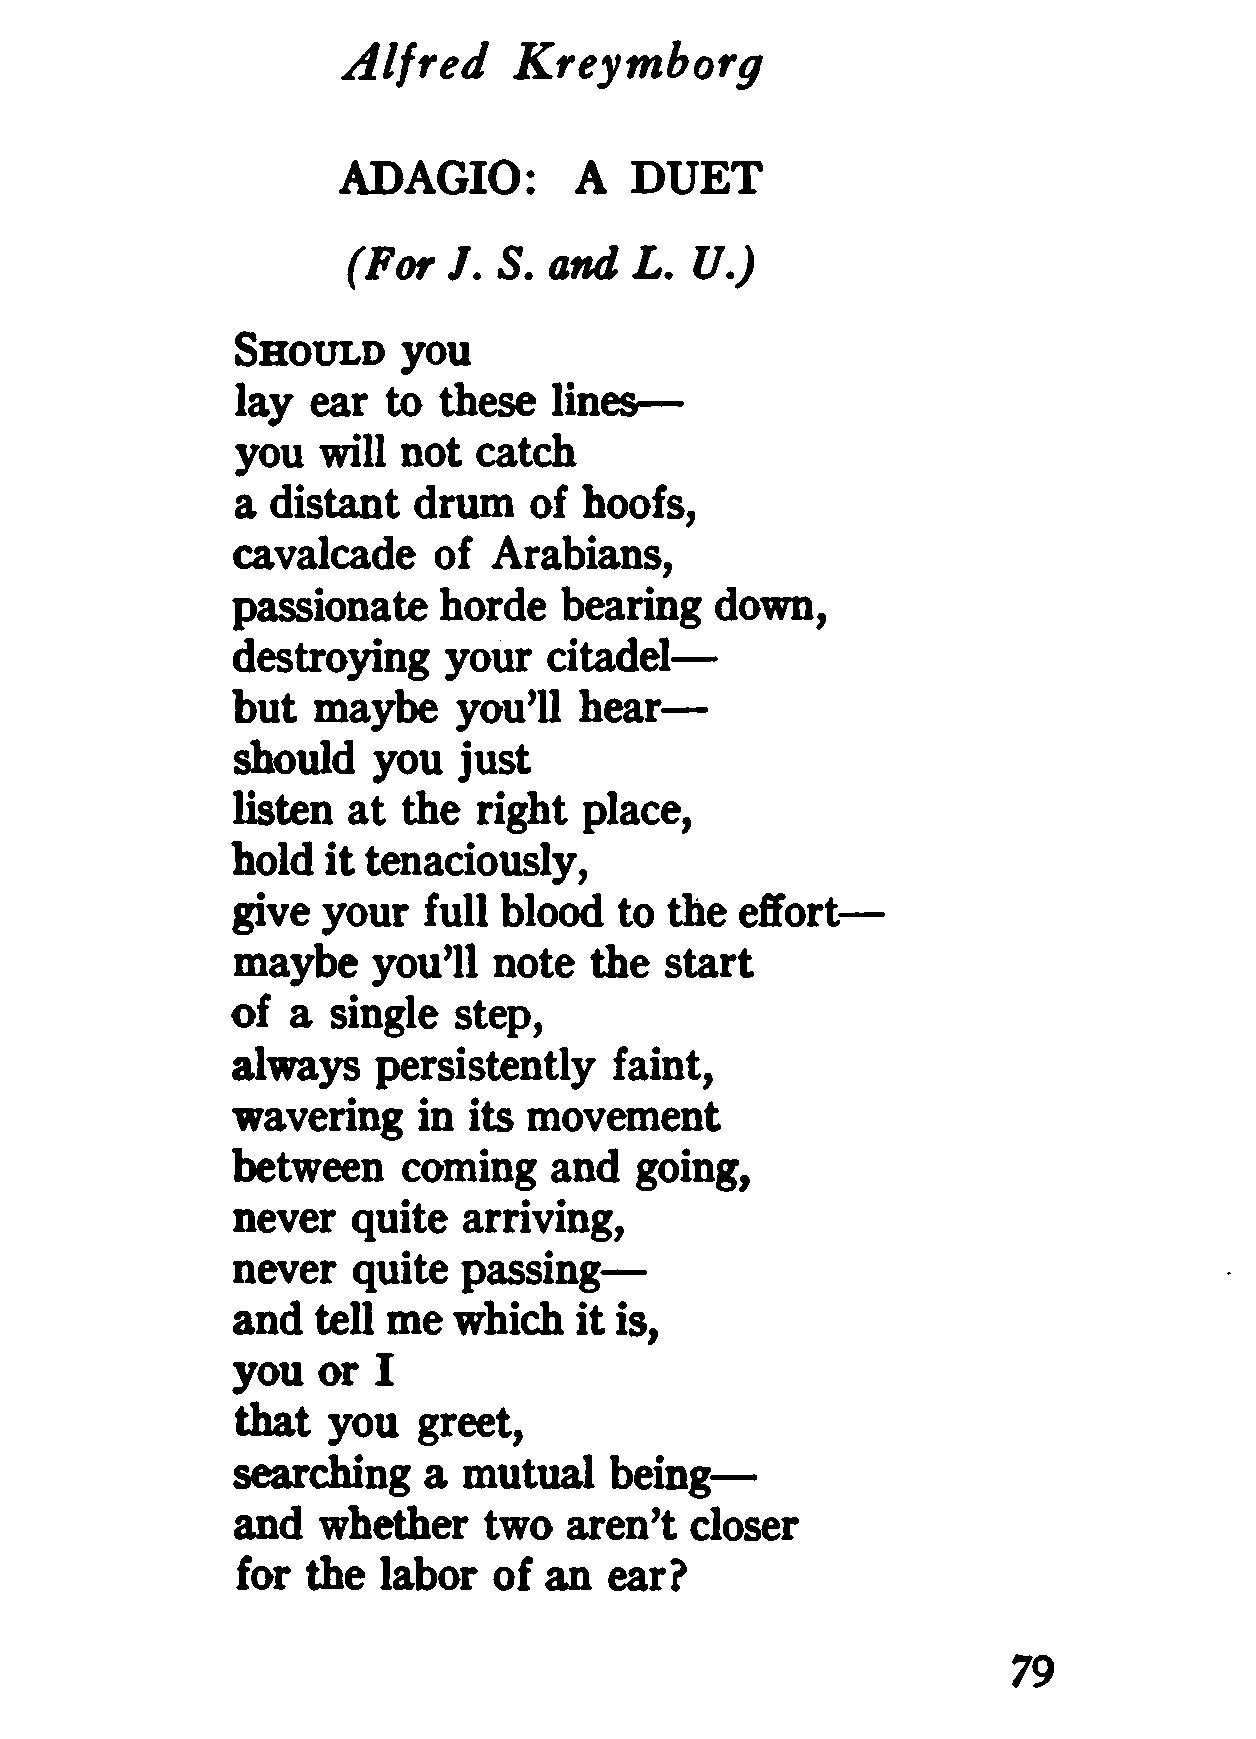 Alfred Kreymborg
ADAGIO: A DUET
(For J. S. and L. U.)
SHOULD you
lay ear to these lines—
you will not catch
a distant drum of hoofs,
cavalcade of Arabians,
passionate horde bearing down,
destroying your citadel—
but maybe you'll hear—
should you just
listen at the right place,
hold it tenaciously,
give your full blood to the effort—
maybe you'll note the start
of a single step,
always persistently faint,
wavering in its movement
between coming and going,
never quite arriving,
never quite passing—
and tell me which it is,
you or I
that you greet,
searching a mutual being—
and whether two aren't closer
for the labor of an ear?
79